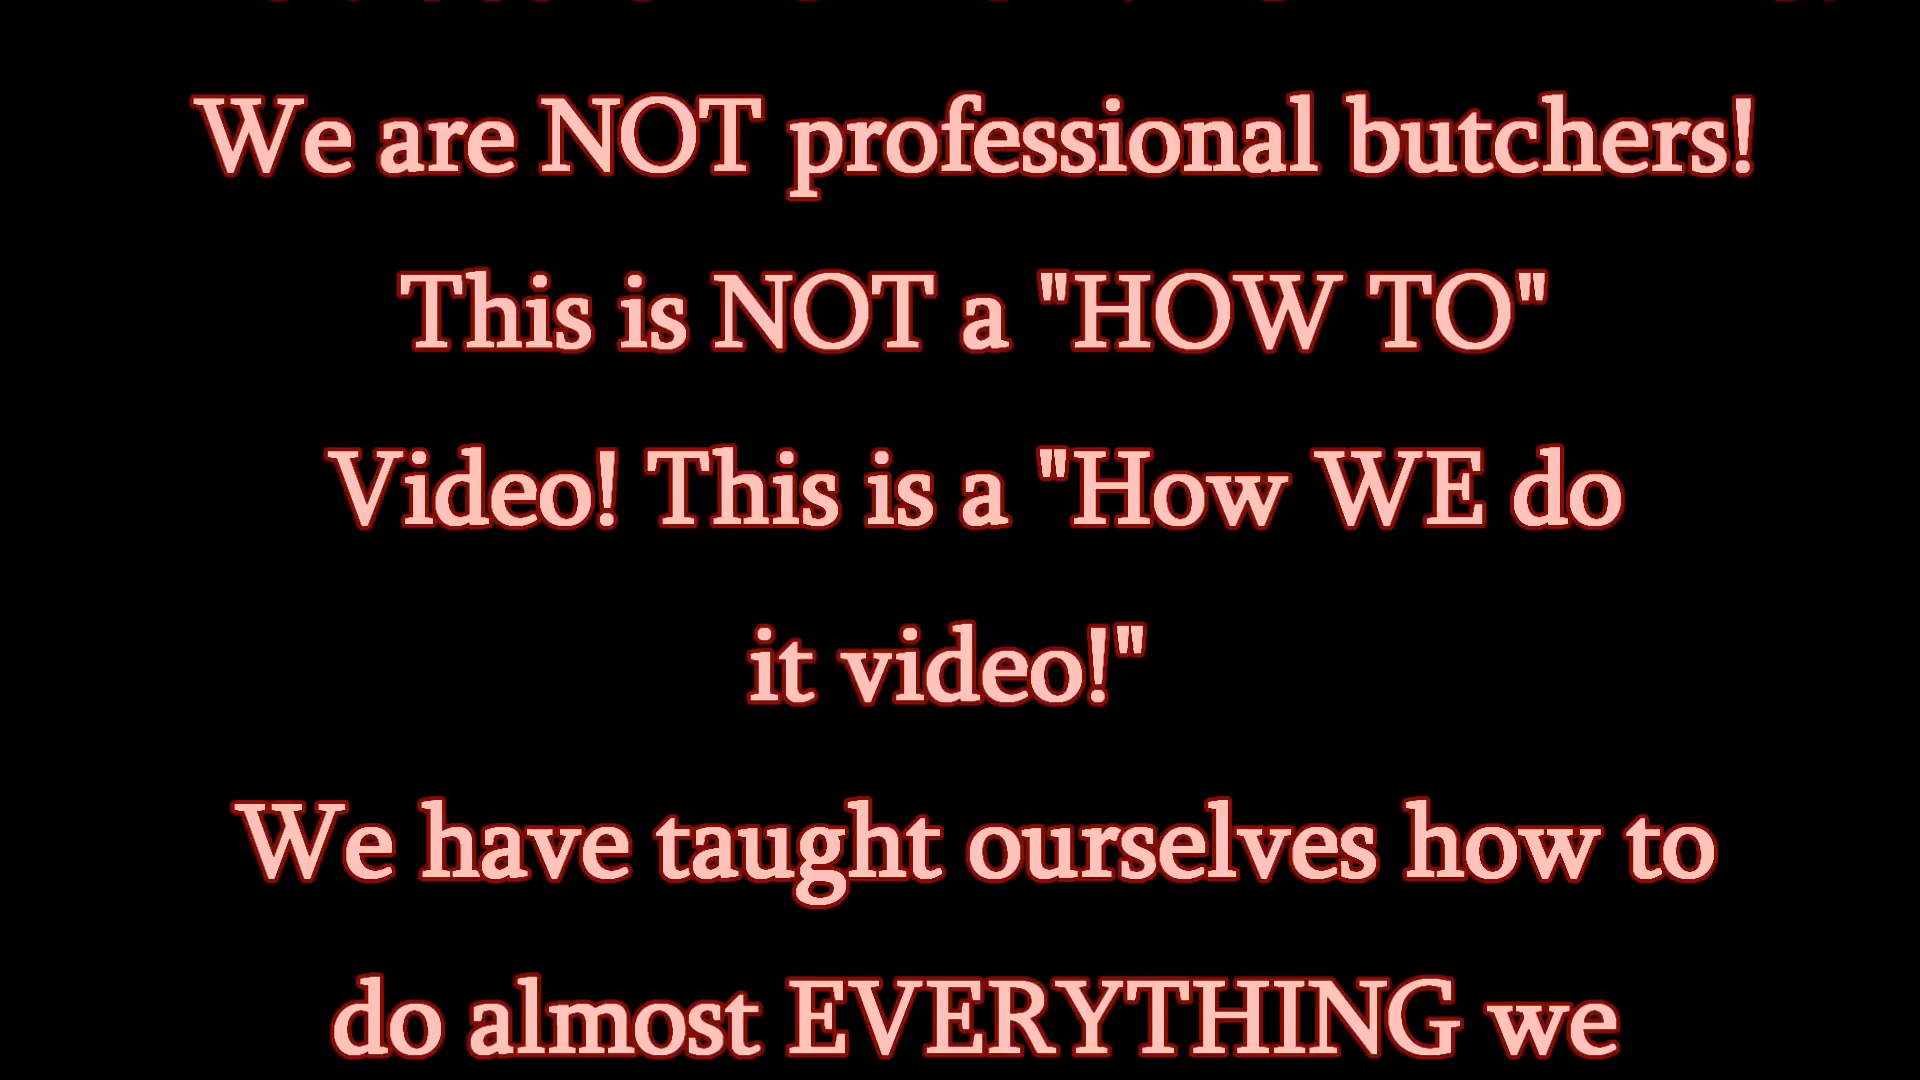 We are NOT professional butchers!
This is NOT a "HOW TO"
Video! This is a "How WE do
it video!"
We have taught ourselves how to
do almost EVERYTHING we